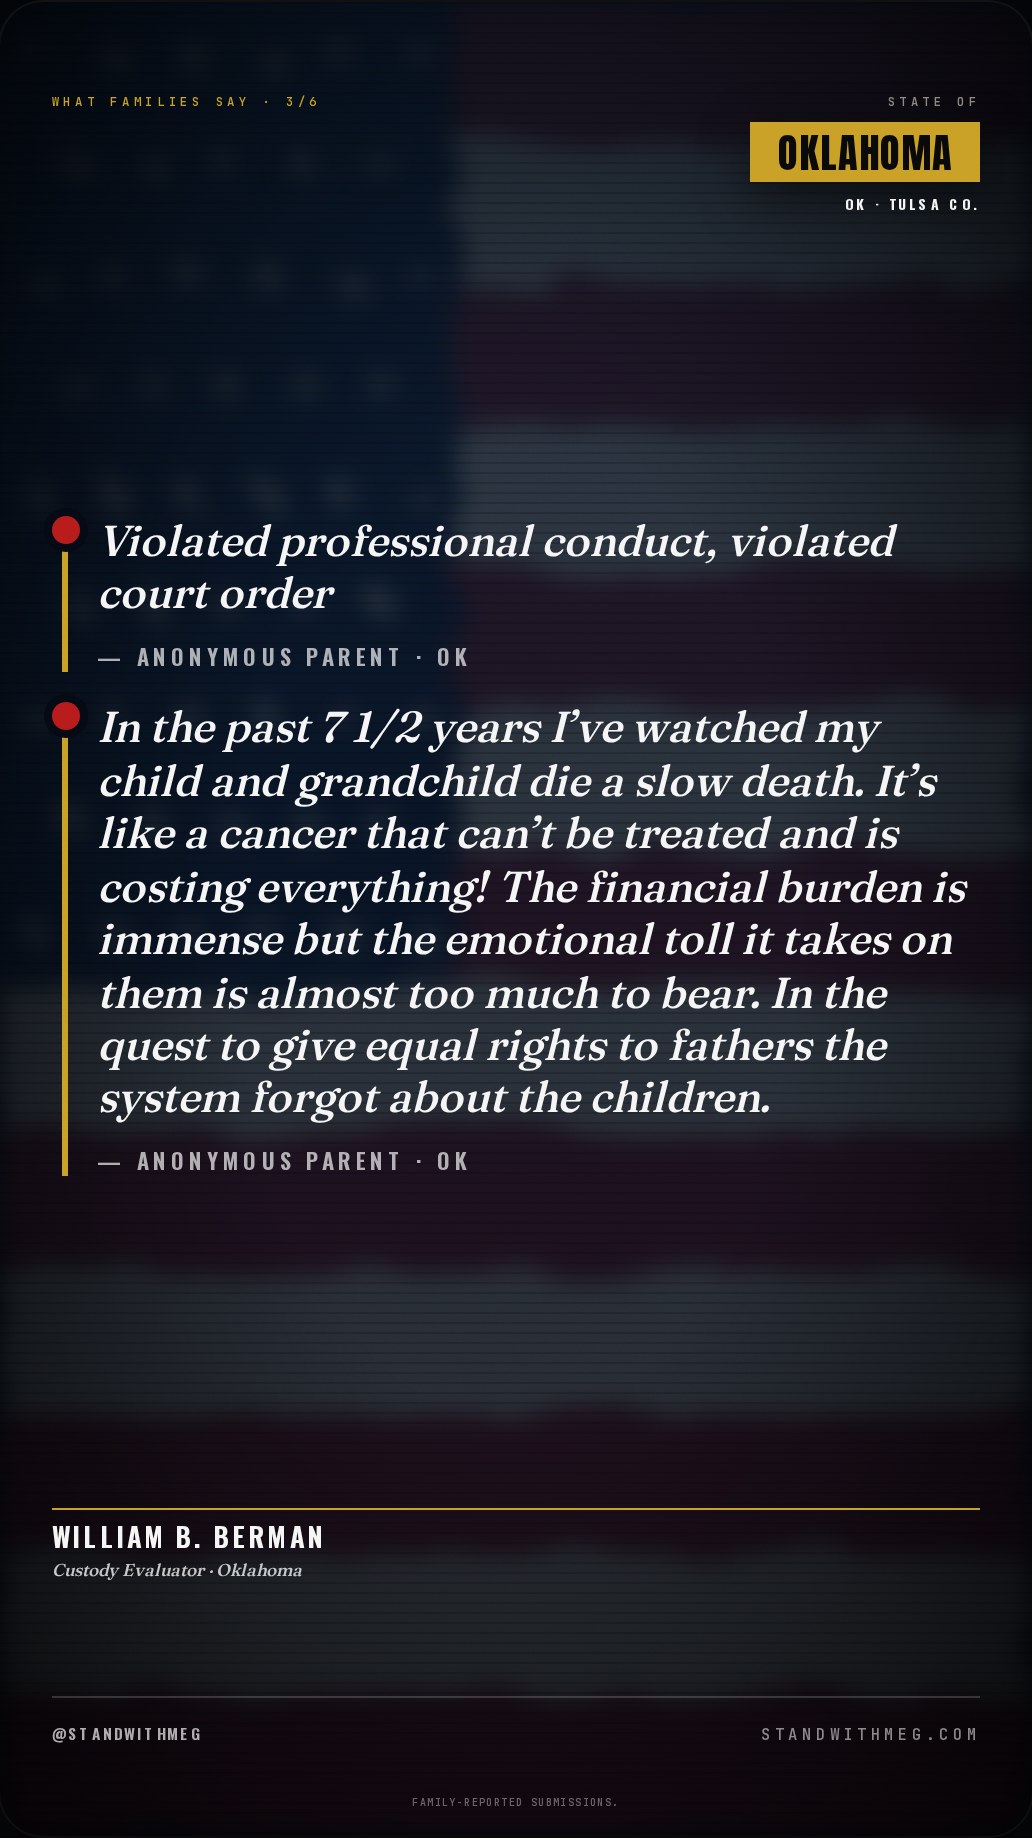 WHAT FAMILIES SAY · 3/6
STATE OF
OKLAHOMA
OK · TULSA CO.
Violated professional conduct, violated
court order
— ANONYMOUS PARENT · OK
In the past 7 1/2 years I’ve watched my
child and grandchild die a slow death. It’s
like a cancer that can’t be treated and is
costing everything! The financial burden is
immense but the emotional toll it takes on
them is almost too much to bear. In the
quest to give equal rights to fathers the
system forgot about the children.
— ANONYMOUS PARENT · OK
WILLIAM B. BERMAN
Custody Evaluator · Oklahoma
@STANDWITHMEG
STANDWITHMEG.COM
FAMILY-REPORTED SUBMISSIONS.